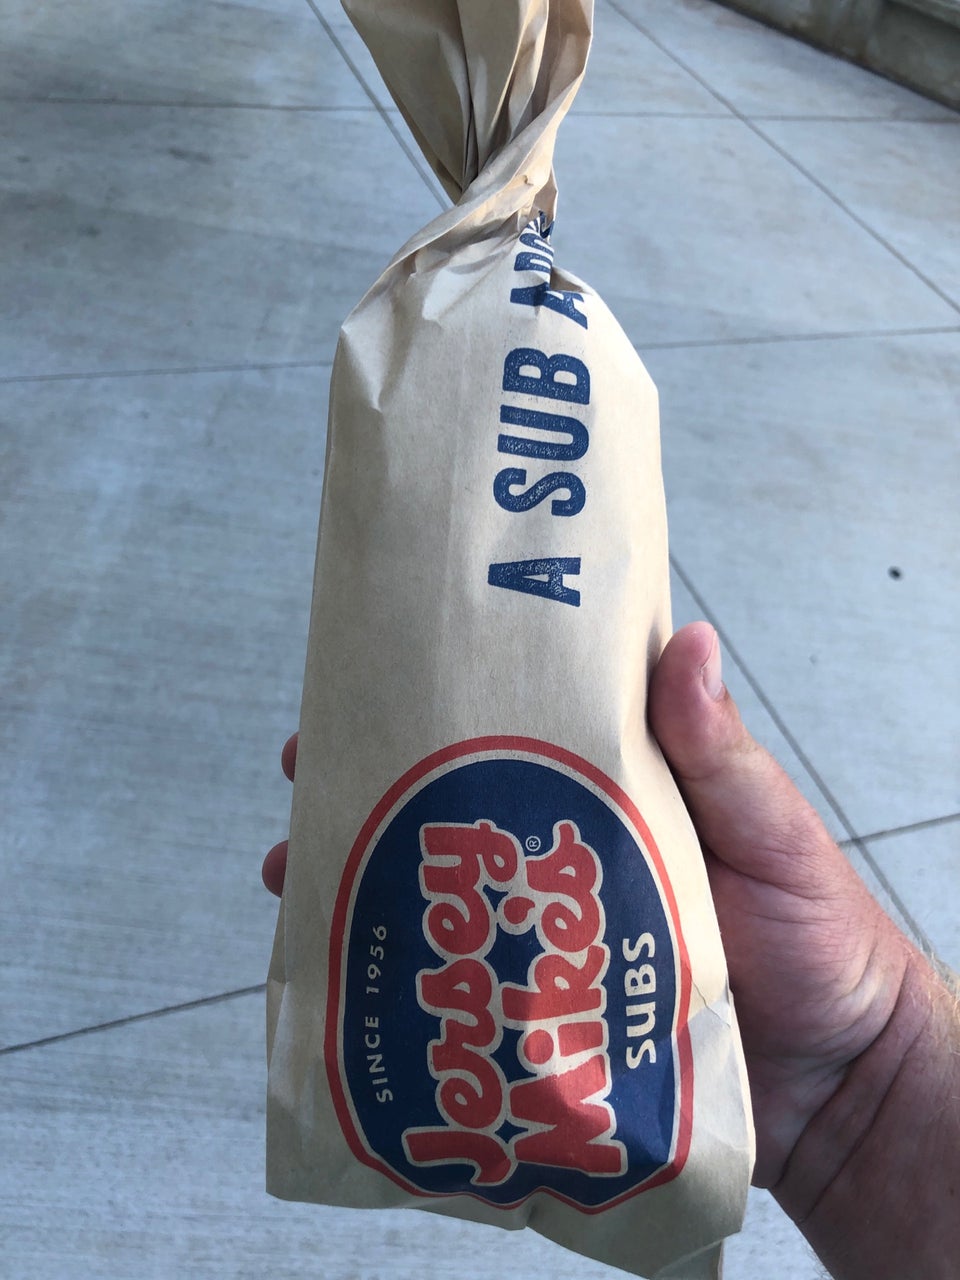 A SUB
SINCE 1956
Jersey
Mike's®
SUBS